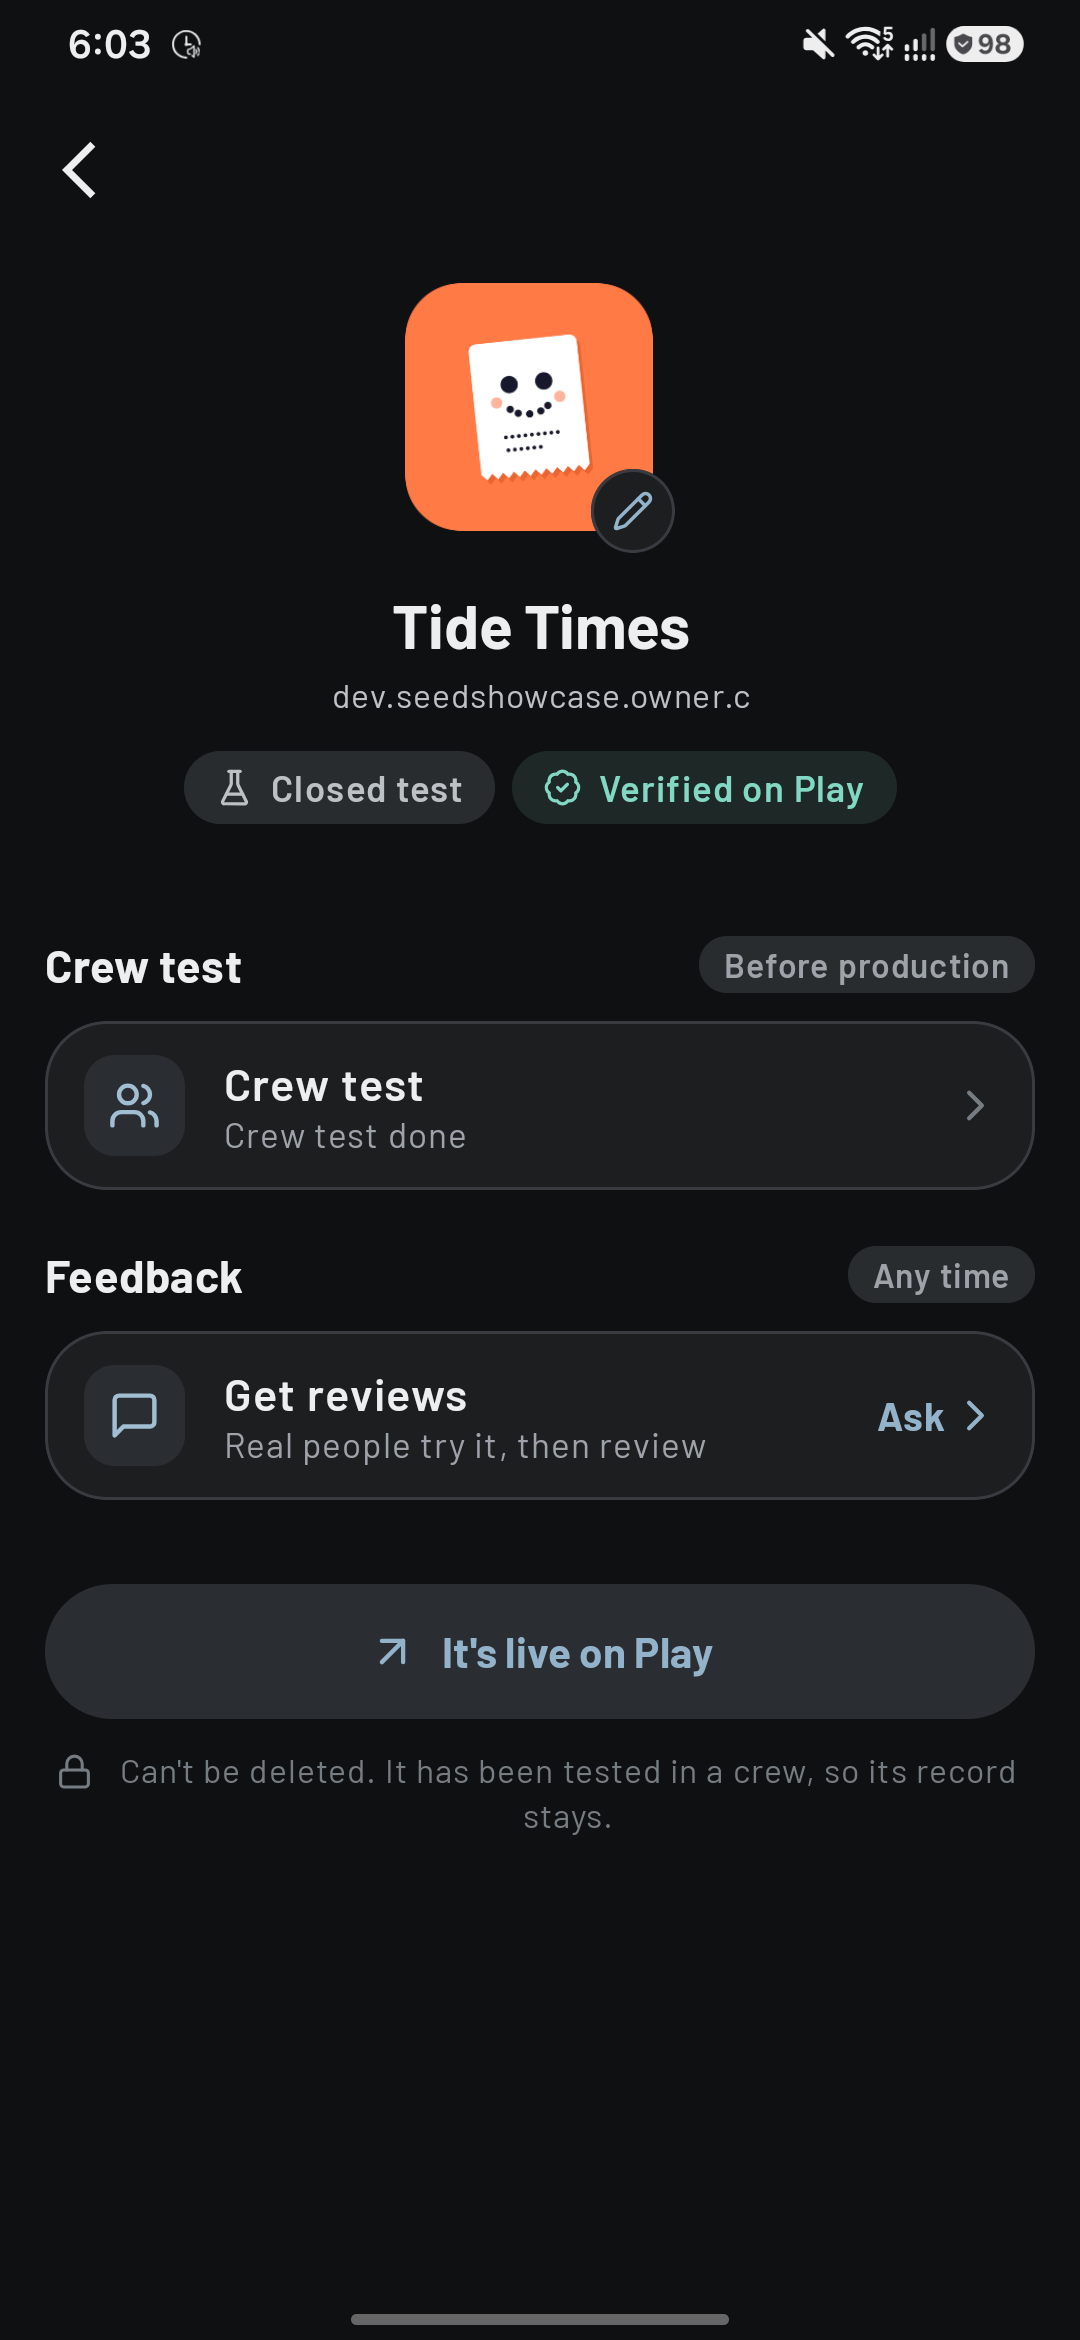 6:03
5
98
Tide Times
dev.seedshowcase.owner.c
Closed test
Verified on Play
Crew test
Before production
Crew test
Crew test done
Feedback
Any time
Get reviews
Real people try it, then review
Ask
It's live on Play
Can't be deleted. It has been tested in a crew, so its record
stays.